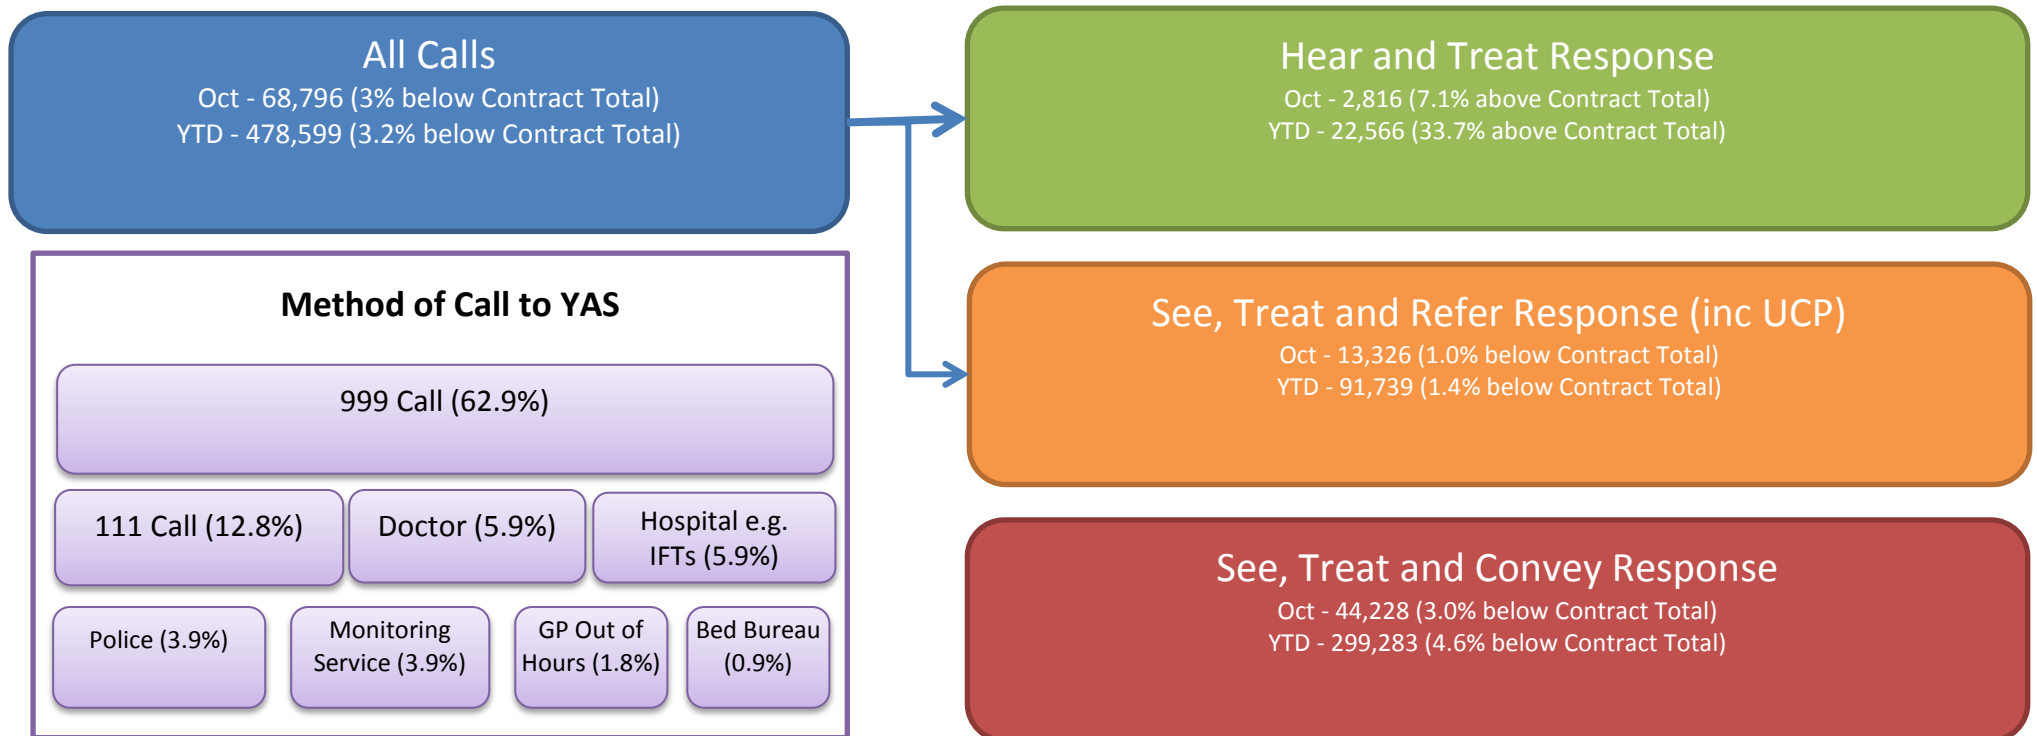 All Calls
Oct - 68,796 (3% below Contract Total)
YTD - 478,599 (3.2% below Contract Total)
Hear and Treat Response
Oct - 2,816 (7.1% above Contract Total)
YTD - 22,566 (33.7% above Contract Total)
Method of Call to YAS
999 Call (62.9%)
111 Call (12.8%)
Doctor (5.9%)
Hospital e.g.
IFTs (5.9%)
Police (3.9%)
Monitoring
Service (3.9%)
GP Out of
Hours (1.8%)
Bed Bureau
(0.9%)
See, Treat and Refer Response (inc UCP)
Oct - 13,326 (1.0% below Contract Total)
YTD - 91,739 (1.4% below Contract Total)
See, Treat and Convey Response
Oct - 44,228 (3.0% below Contract Total)
YTD - 299,283 (4.6% below Contract Total)